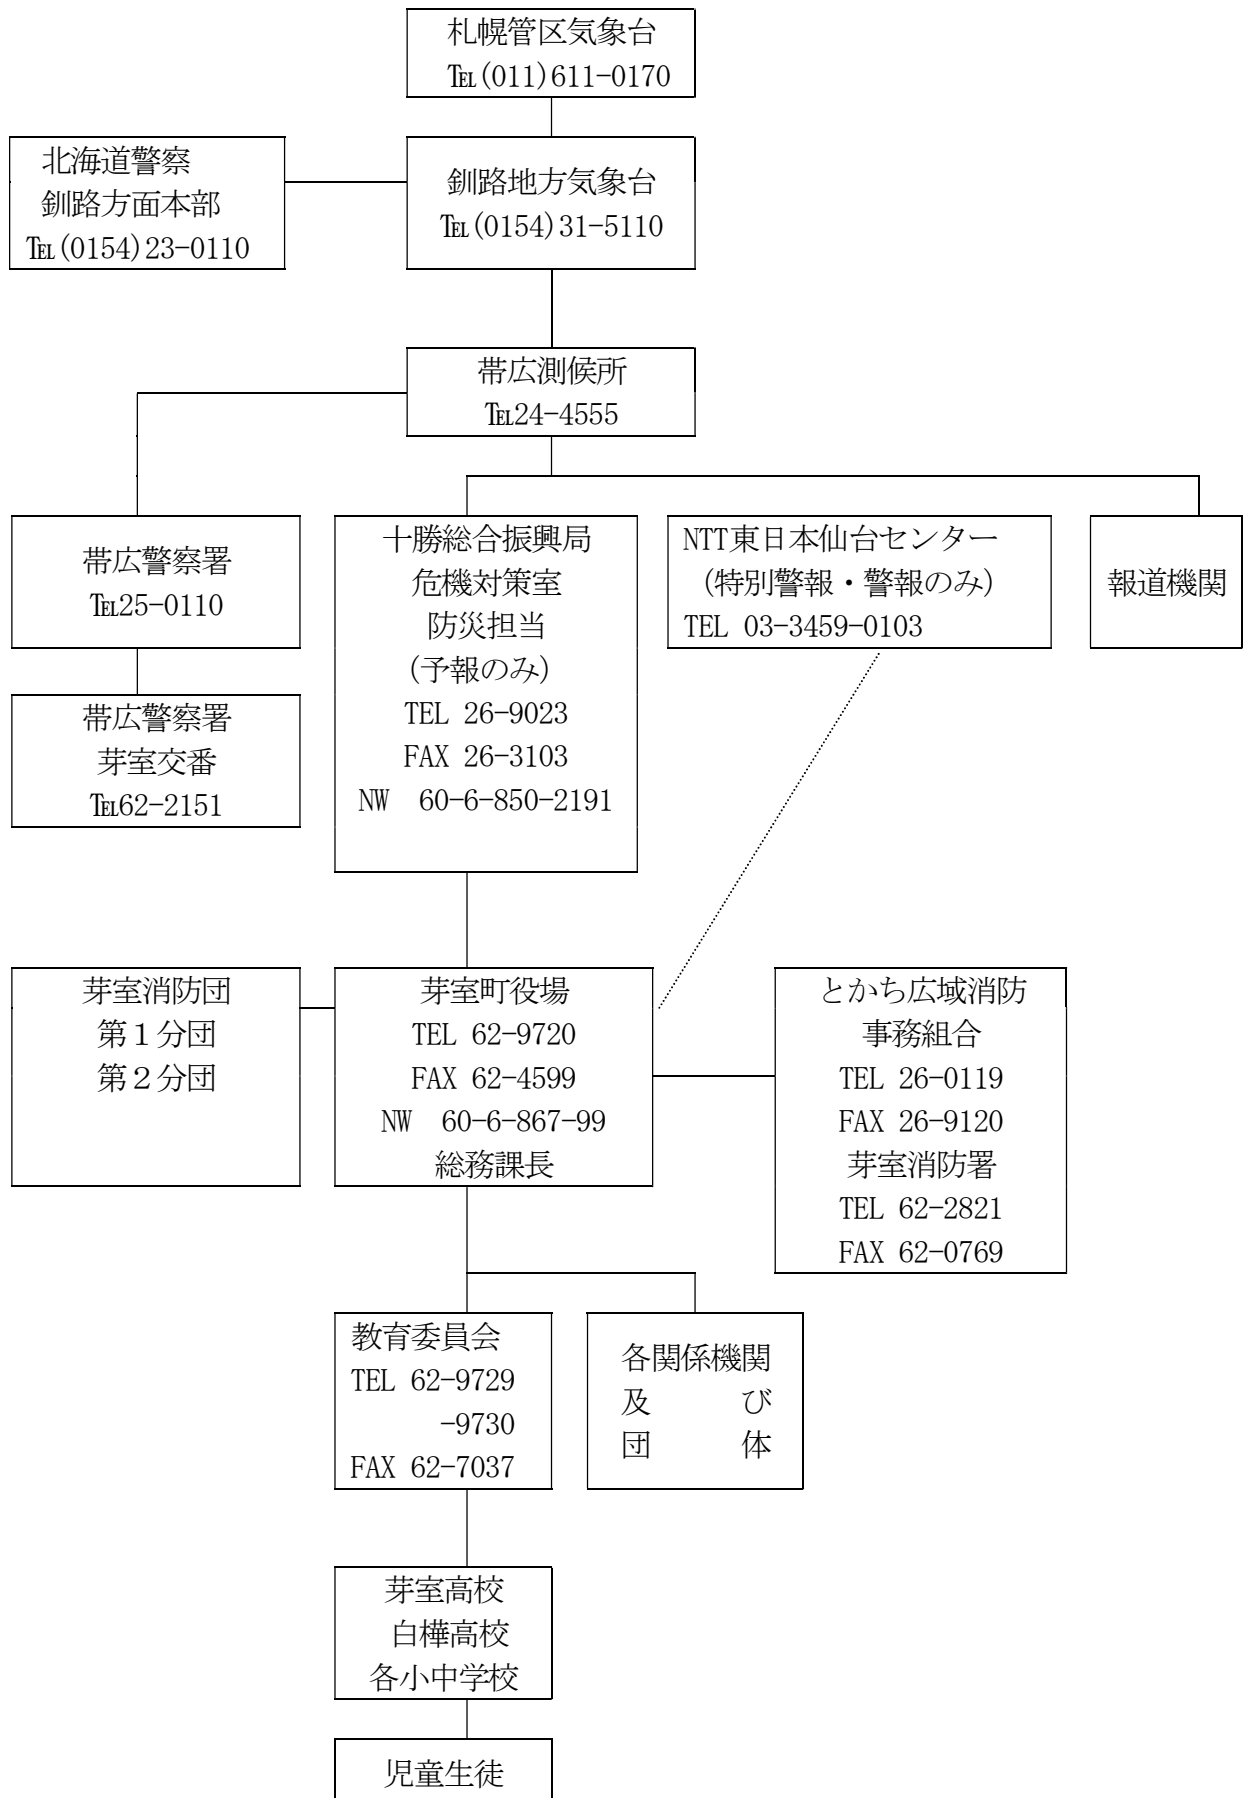 札幌管区気象台
℡(011)611-0170
北海道警察
釧路方面本部
℡(0154)23-0110
釧路地方気象台
℡(0154)31-5110
帯広測候所
℡24-4555
帯広警察署
℡25-0110
十勝総合振興局
危機対策室
防災担当
(予報のみ)
TEL 26-9023
FAX 26-3103
NW 60-6-850-2191
NTT東日本仙台センター
(特別警報・警報のみ)
TEL 03-3459-0103
報道機関
帯広警察署
芽室交番
℡62-2151
芽室消防団
第1分団
第2分団
芽室町役場
TEL 62-9720
FAX 62-4599
NW 60-6-867-99
総務課長
とかち広域消防
事務組合
TEL 26-0119
FAX 26-9120
芽室消防署
TEL 62-2821
FAX 62-0769
教育委員会
TEL 62-9729
-9730
FAX 62-7037
各関係機関
及 び
団 体
芽室高校
白樺高校
各小中学校
児童生徒